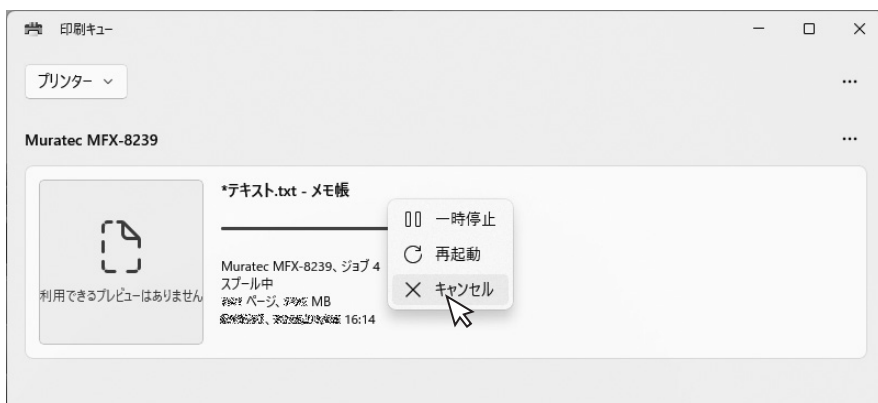 印刷キュー
プリンター
Muratec MFX-8239
*テキスト.txt - メモ帳
利用できるプレビューはありません
Muratec MFX-8239、ジョブ 4
スプール中
ページ、 MB
16:14
一時停止
再起動
キャンセル